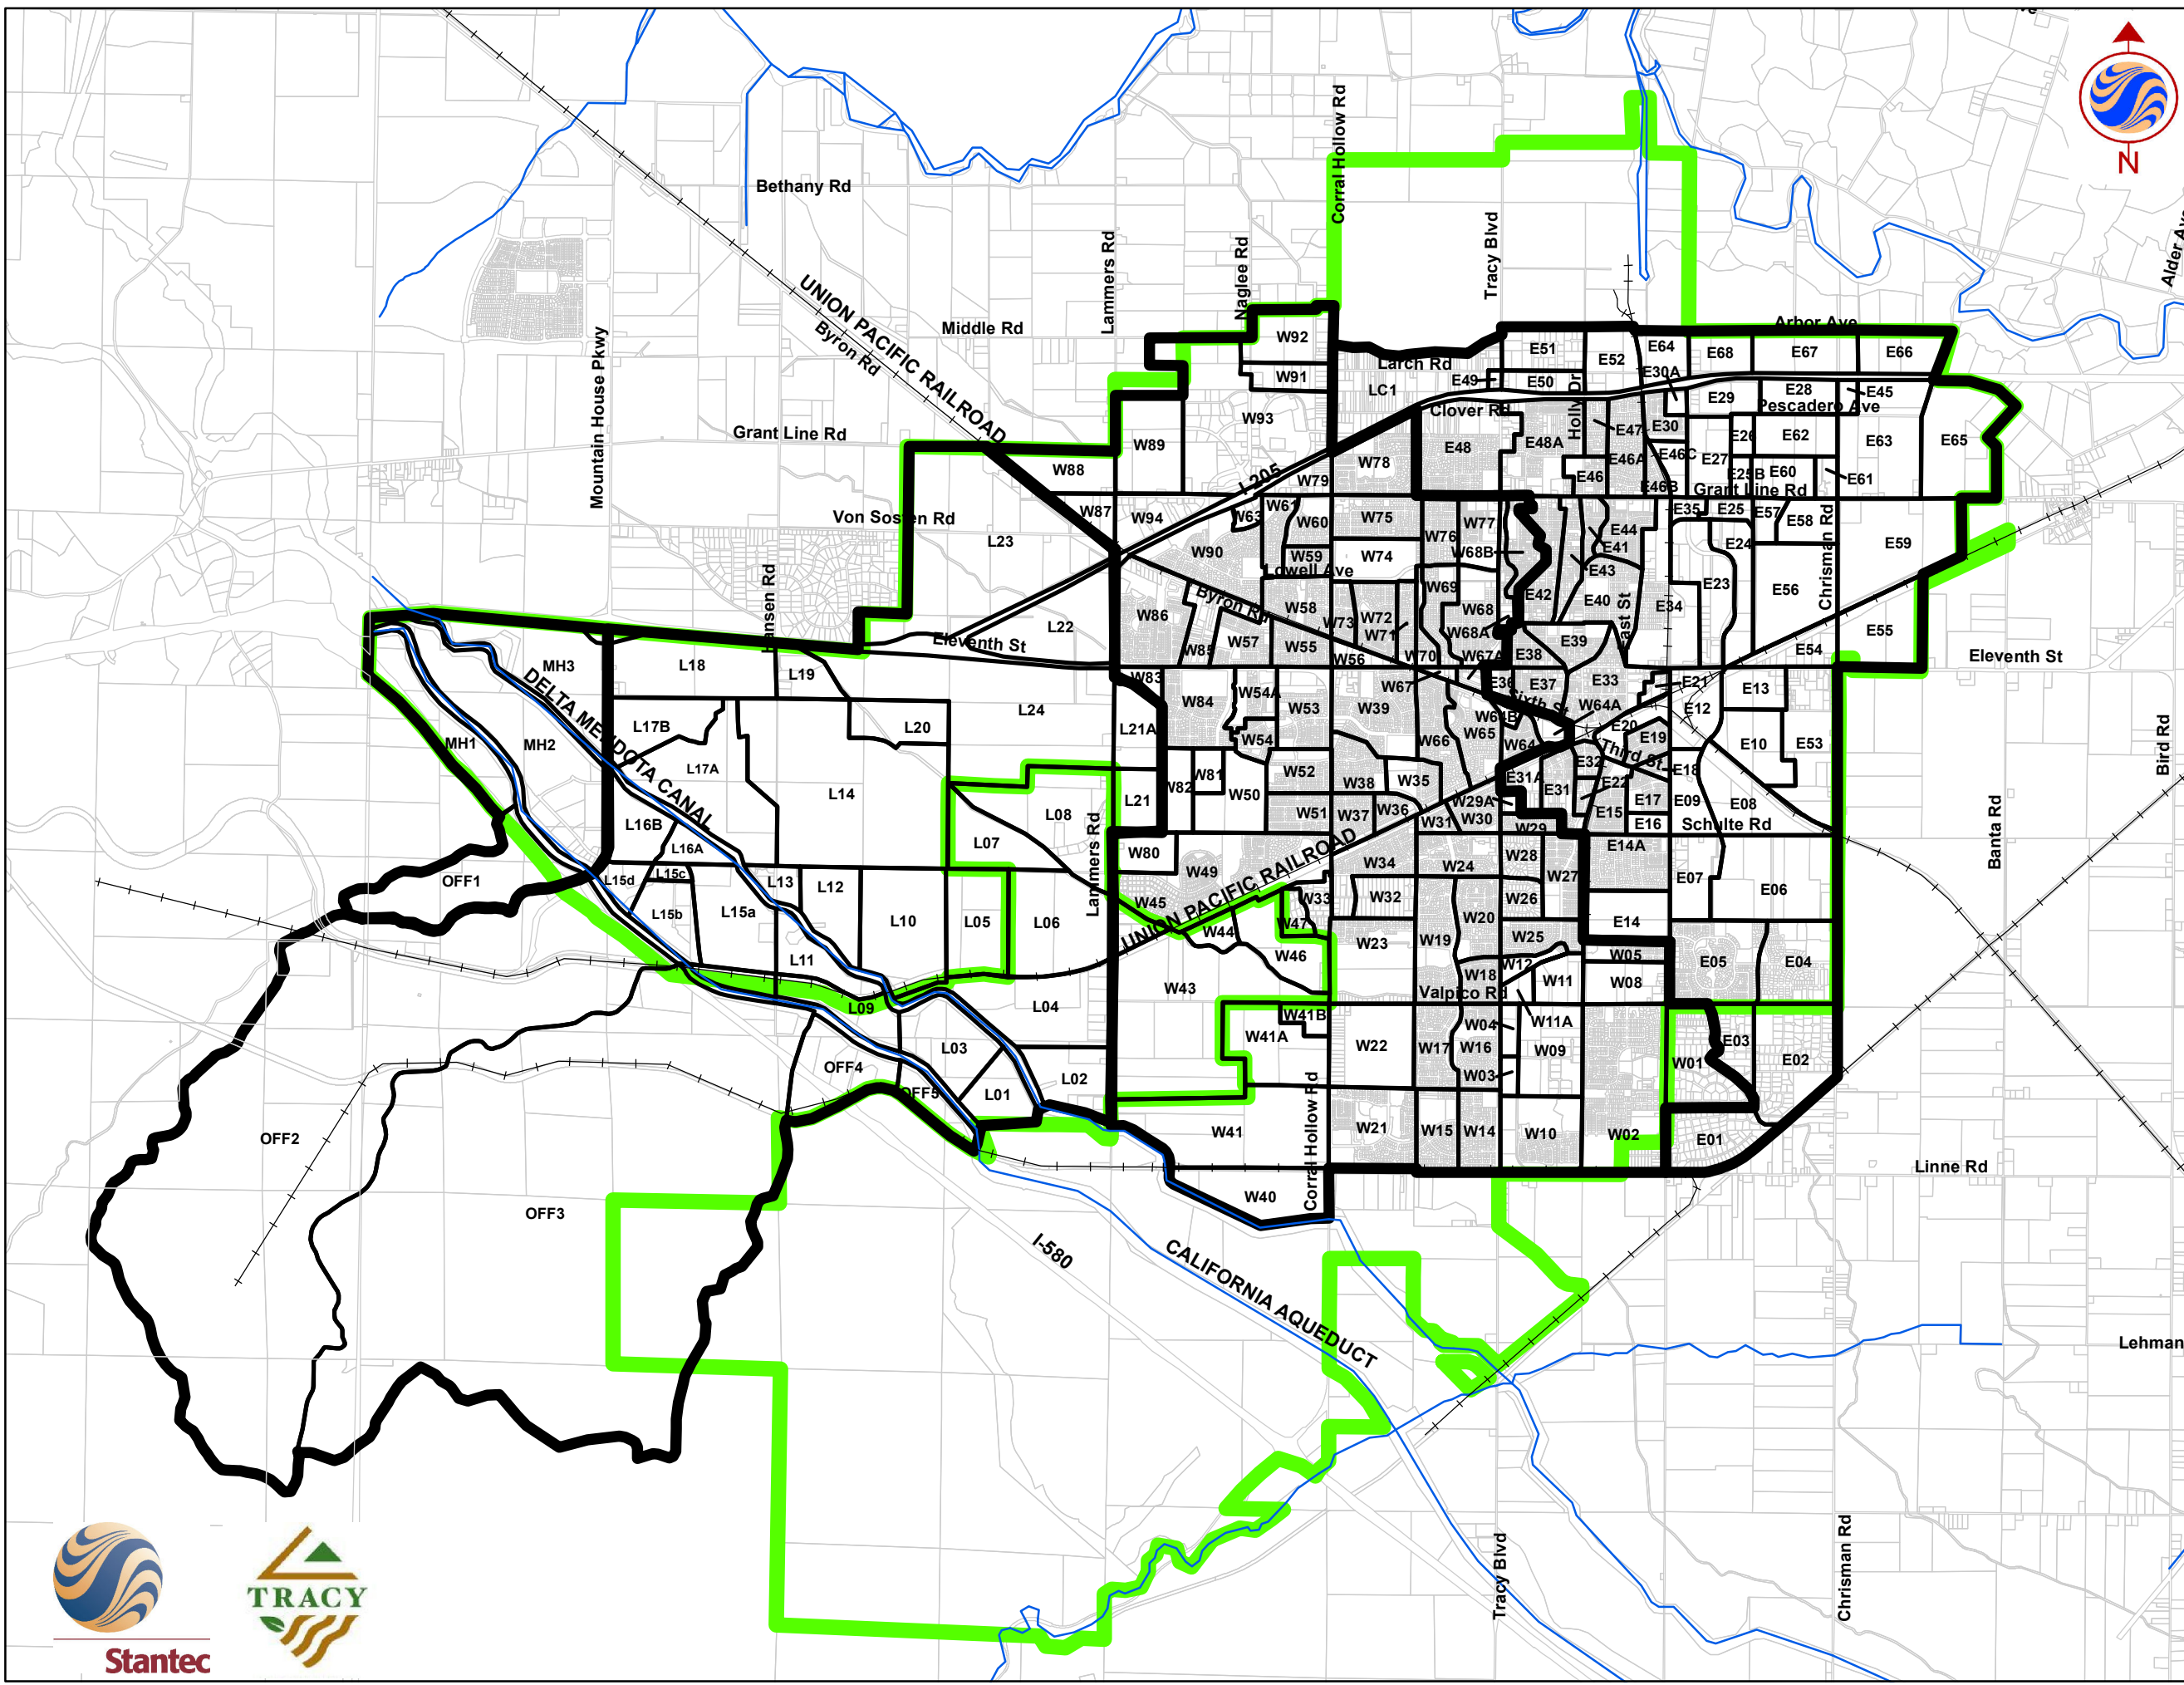 N
Bethany Rd
Corral Hollow Rd
Tracy Blvd
Lammers Rd
Naglee Rd
Mountain House Pkwy
UNION PACIFIC RAILROAD
Byron Rd
Middle Rd
Arbor Ave
W92
W91
W93
W89
W88
Larch Rd
LC1
E51
E52
E64
E68
E67
E66
E49
E50
E30A
Holly Dr
Clover Rd
E29
E28
E45
Pescadero Ave
Grant Line Rd
E48
E48A
E47
E30
E26
E62
E63
E65
E46A
E46C
E27
E46
E46B
E25B
E60
E61
Grant Line Rd
I-205
W79
W78
W87
W94
W63
W61
W60
W75
W76
W77
E35
E25
E57
E58
Chrisman Rd
Von Sosten Rd
L23
W90
W59
W74
W68B
E44
E41
E24
E59
Lowell Ave
E43
E23
E56
Hansen Rd
W86
Byron Rd
W58
W72
W69
E42
E40
E34
East St
L22
Eleventh St
W85
W57
W55
W73
W71
W68
W68A
E39
E55
E54
W56
W70
W67A
E38
Eleventh St
MH3
L18
L19
W83
W67
E36
E37
E33
E21
E13
W84
W54A
W53
W39
Sixth St
W64A
E12
DELTA MENDOTA CANAL
L17B
L20
L24
L21A
W54
W66
W65
W64B
W64
E20
E19
E10
E53
Bird Rd
MH1
MH2
L17A
L14
Third St
E32
E18
W82
W81
W50
W52
W38
W35
E31A
E31
E22
L08
L21
L16B
L07
L16A
Lammers Rd
W51
W37
W36
W31
W29A
W30
W29
E15
E17
E16
E09
E08
Schulte Rd
Banta Rd
W80
W49
UNION PACIFIC RAILROAD
W34
W24
W28
W27
E14A
E07
E06
OFF1
L15d
L15c
L15b
L15a
L13
L12
L10
L05
L06
W45
W44
W47
W33
W32
W20
W26
E14
W46
W23
W19
W25
W05
E05
E04
L11
W43
W18
W12
W11
W08
Valpico Rd
L09
L04
W41B
W41A
W04
W11A
L03
W22
W17
W16
W09
E03
W01
E02
OFF4
OFF5
L01
L02
W03
Corral Hollow Rd
OFF2
W41
W21
W15
W14
W10
W02
E01
Linne Rd
OFF3
W40
I-580
CALIFORNIA AQUEDUCT
Lehman
Tracy Blvd
Chrisman Rd
Stantec
TRACY